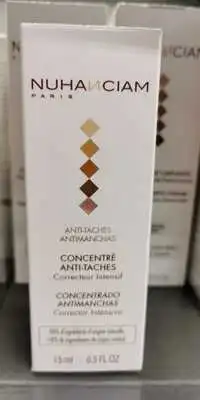 NUHAИCIAM
PARIS
ANTI-TACHES
ANTIMANCHAS
CONCENTRÉ
ANTI-TACHES
Correcteur Intensif
CONCENTRADO
ANTIMANCHAS
Corrector Intensivo
15 ml 0.5 FL.OZ